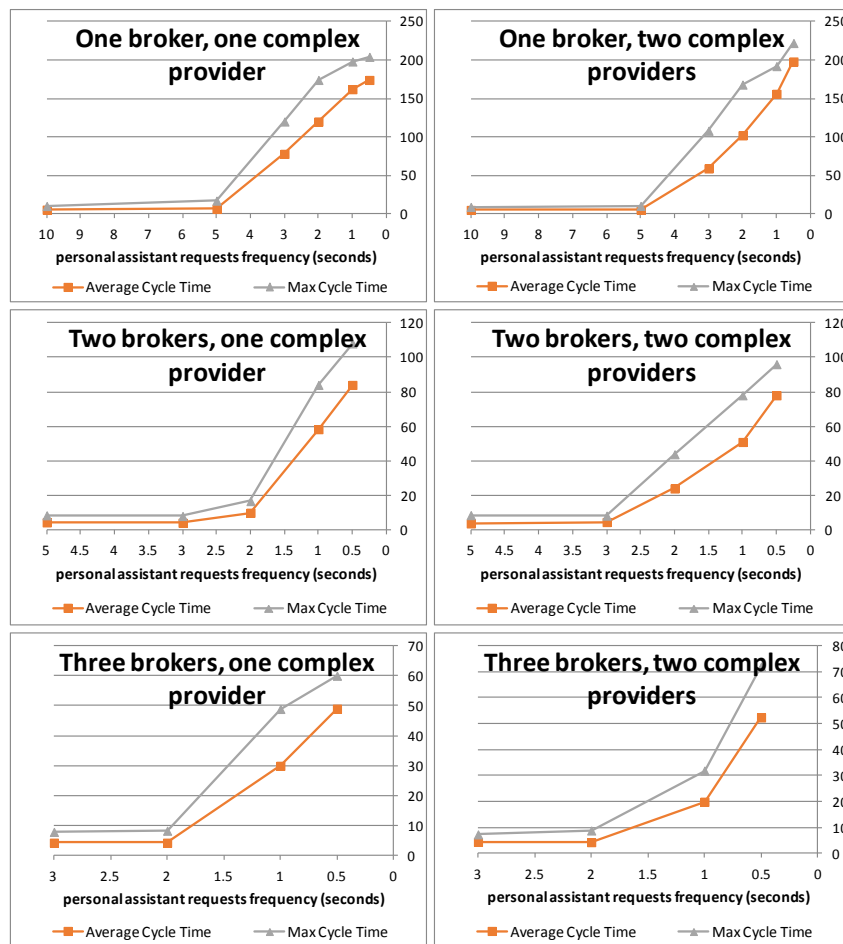 One broker, one complex
provider
250
200
150
100
50
0
10 9 8 7 6 5 4 3 2 1 0
personal assistant requests frequency (seconds)
Average Cycle Time Max Cycle Time
One broker, two complex
providers
250
200
150
100
50
0
10 9 8 7 6 5 4 3 2 1 0
personal assistant requests frequency (seconds)
Average Cycle Time Max Cycle Time
Two brokers, one complex
provider
120
100
80
60
40
20
0
5 4.5 4 3.5 3 2.5 2 1.5 1 0.5 0
personal assistant requests frequency (seconds)
Average Cycle Time Max Cycle Time
Two brokers, two complex
providers
120
100
80
60
40
20
0
5 4.5 4 3.5 3 2.5 2 1.5 1 0.5 0
personal assistant requests frequency (seconds)
Average Cycle Time Max Cycle Time
Three brokers, one complex
provider
70
60
50
40
30
20
10
0
3 2.5 2 1.5 1 0.5 0
personal assistant requests frequency (seconds)
Average Cycle Time Max Cycle Time
Three brokers, two complex
providers
80
70
60
50
40
30
20
10
0
3 2.5 2 1.5 1 0.5 0
personal assistant requests frequency (seconds)
Average Cycle Time Max Cycle Time